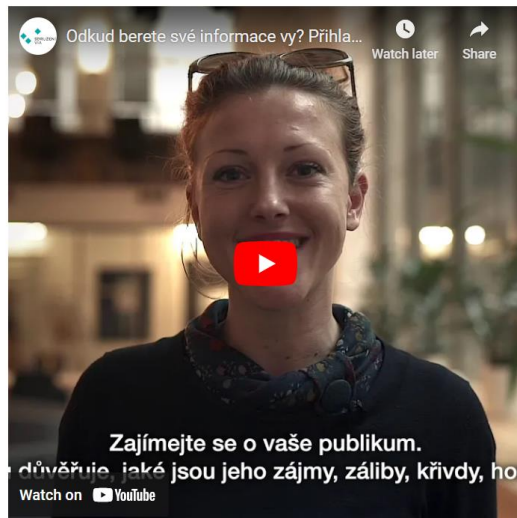 Odkud berete své informace vy? Přihla...
Watch later
Share
Zajímejte se o vaše publikum.
důvěřuje, jaké jsou jeho zájmy, záliby, křivdy, ho
Watch on YouTube